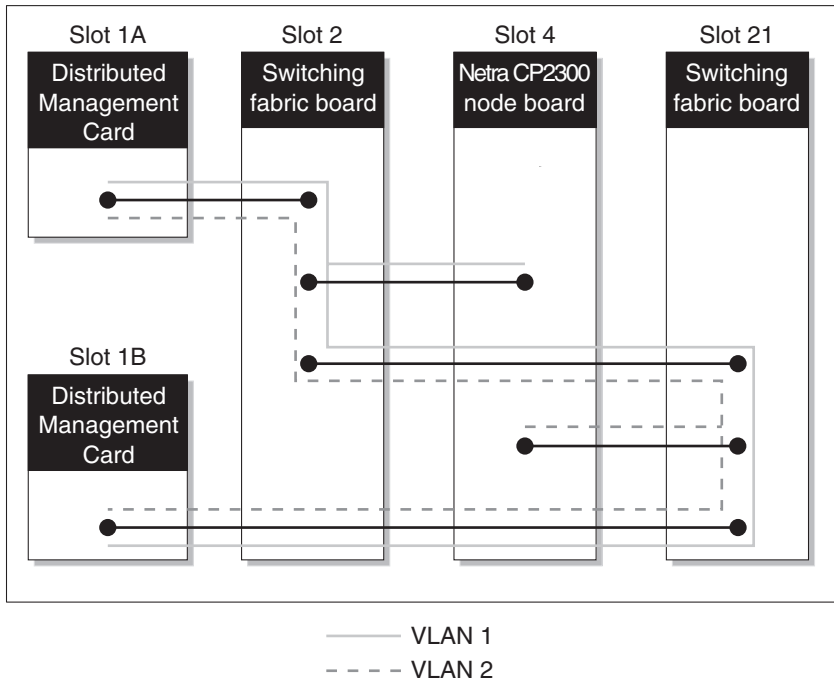 Slot 1A
Slot 2
Slot 4
Slot 21
Distributed
Management
Card
Switching
fabric board
Netra CP2300
node board
Switching
fabric board
Slot 1B
Distributed
Management
Card
VLAN 1
VLAN 2